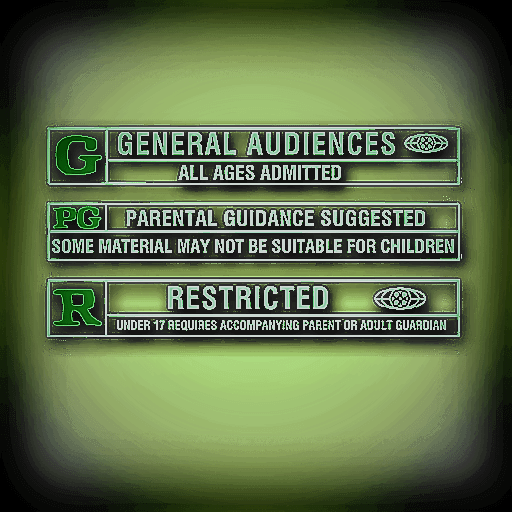 G
GENERAL AUDIENCES
ALL AGES ADMITTED
PG
PARENTAL GUIDANCE SUGGESTED
SOME MATERIAL MAY NOT BE SUITABLE FOR CHILDREN
R
RESTRICTED
UNDER 17 REQUIRES ACCOMPANYING PARENT OR ADULT GUARDIAN